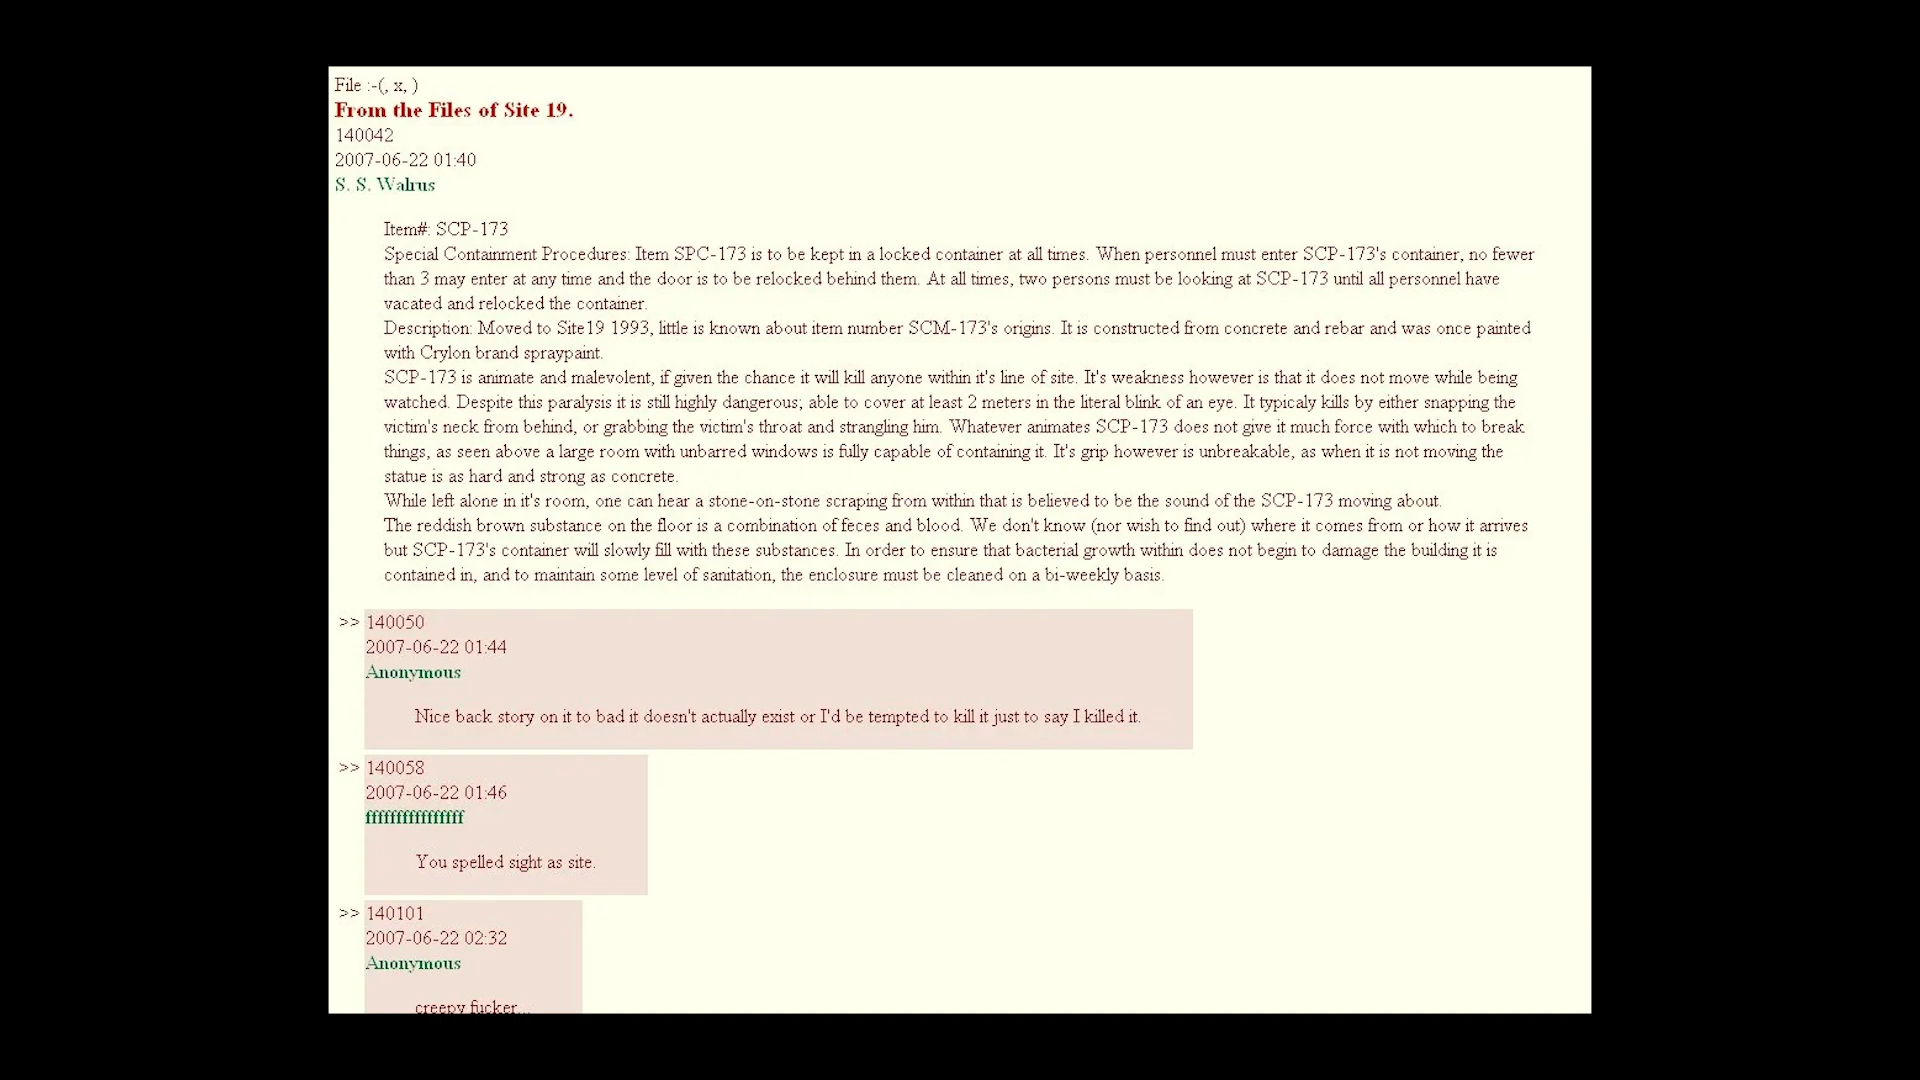 File :-(, x, )
From the Files of Site 19.
140042
2007-06-22 01:40
S. S. Walrus
Item#: SCP-173
Special Containment Procedures: Item SPC-173 is to be kept in a locked container at all times. When personnel must enter SCP-173's container, no fewer
than 3 may enter at any time and the door is to be relocked behind them. At all times, two persons must be looking at SCP-173 until all personnel have
vacated and relocked the container.
Description: Moved to Site19 1993, little is known about item number SCM-173's origins. It is constructed from concrete and rebar and was once painted
with Crylon brand spraypaint.
SCP-173 is animate and malevolent, if given the chance it will kill anyone within it's line of site. It's weakness however is that it does not move while being
watched. Despite this paralysis it is still highly dangerous; able to cover at least 2 meters in the literal blink of an eye. It typicaly kills by either snapping the
victim's neck from behind, or grabbing the victim's throat and strangling him. Whatever animates SCP-173 does not give it much force with which to break
things, as seen above a large room with unbarred windows is fully capable of containing it. It's grip however is unbreakable, as when it is not moving the
statue is as hard and strong as concrete.
While left alone in it's room, one can hear a stone-on-stone scraping from within that is believed to be the sound of the SCP-173 moving about.
The reddish brown substance on the floor is a combination of feces and blood. We don't know (nor wish to find out) where it comes from or how it arrives
but SCP-173's container will slowly fill with these substances. In order to ensure that bacterial growth within does not begin to damage the building it is
contained in, and to maintain some level of sanitation, the enclosure must be cleaned on a bi-weekly basis.
>> 140050
2007-06-22 01:44
Anonymous
Nice back story on it to bad it doesn't actually exist or I'd be tempted to kill it just to say I killed it.
>> 140058
2007-06-22 01:46
ffffffffffffffff
You spelled sight as site.
>> 140101
2007-06-22 02:32
Anonymous
creepy fucker...